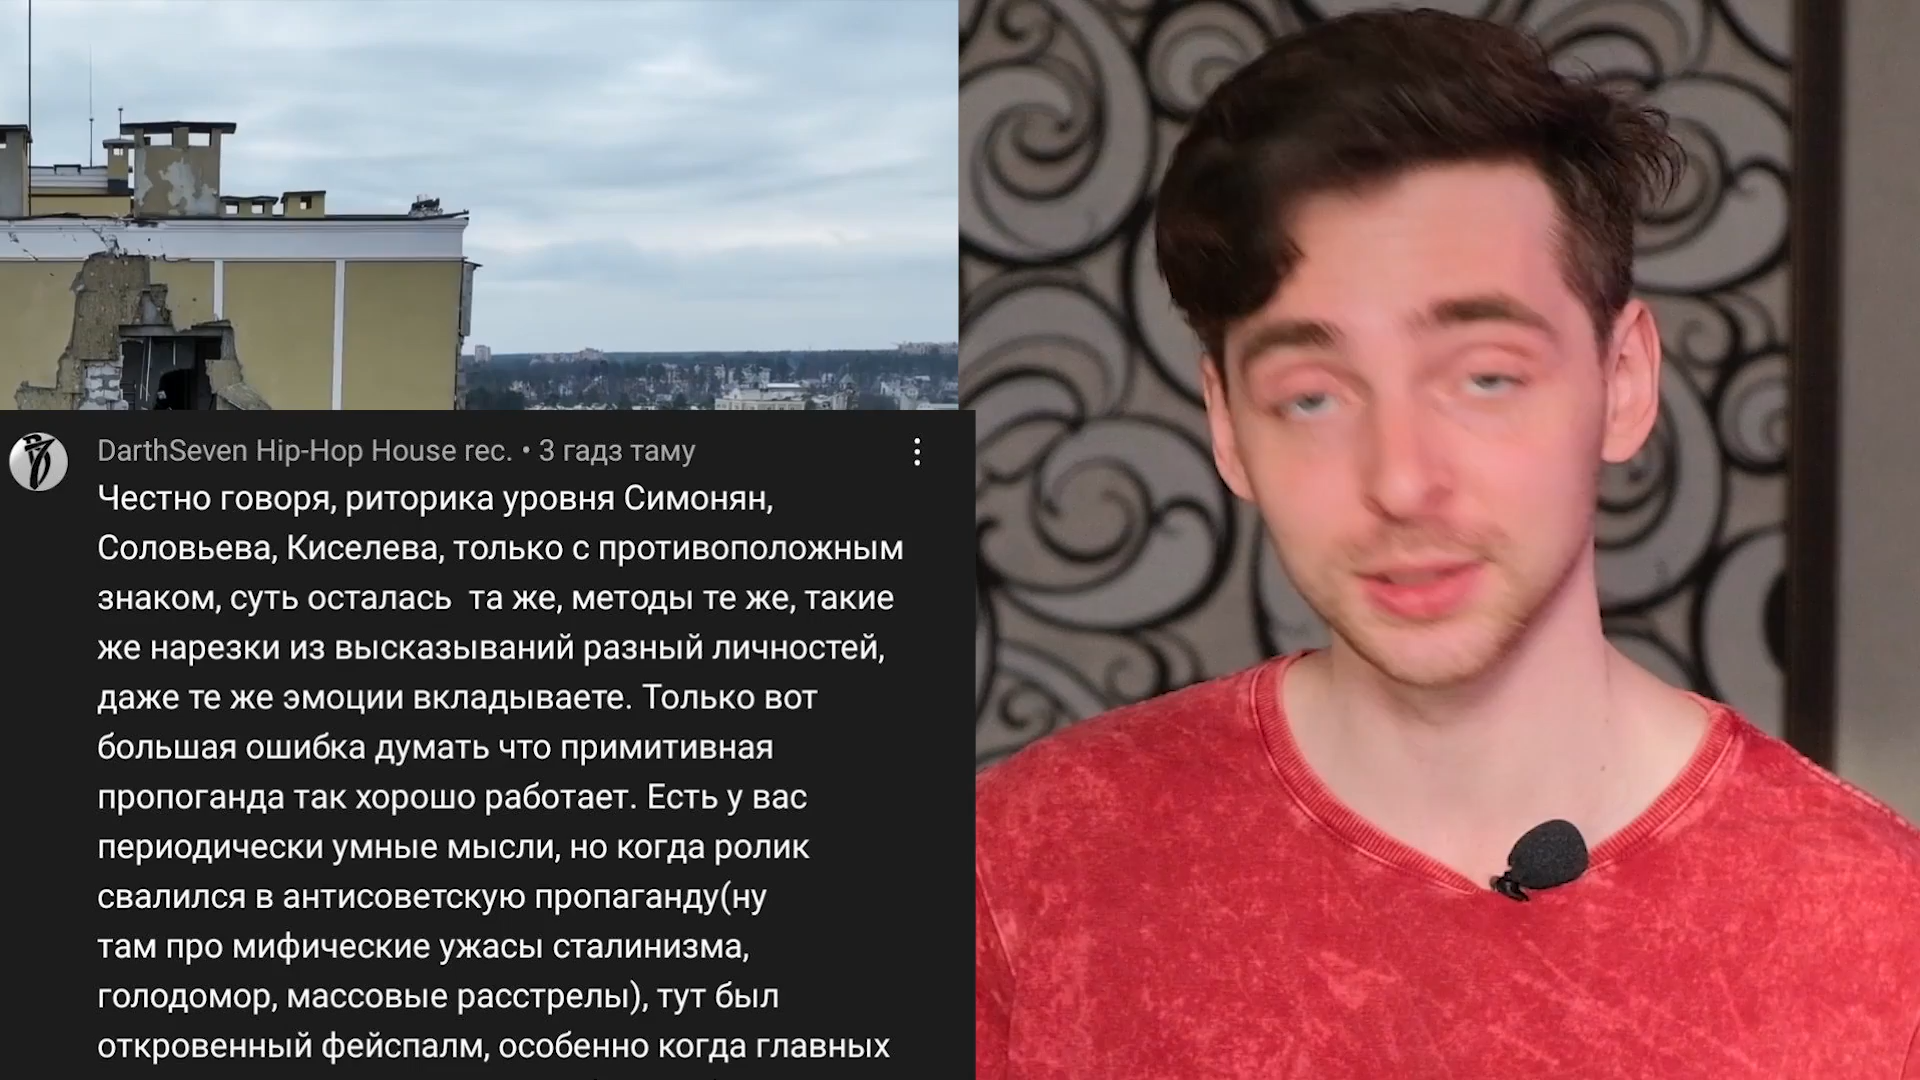 DarthSeven Hip-Hop House rec. • 3 гадз таму
Честно говоря, риторика уровня Симонян,
Соловьева, Киселева, только с противоположным
знаком, суть осталась  та же, методы те же, такие
же нарезки из высказываний разный личностей,
даже те же эмоции вкладываете. Только вот
большая ошибка думать что примитивная
пропоганда так хорошо работает. Есть у вас
периодически умные мысли, но когда ролик
свалился в антисоветскую пропаганду(ну
там про мифические ужасы сталинизма,
голодомор, массовые расстрелы), тут был
откровенный фейспалм, особенно когда главных